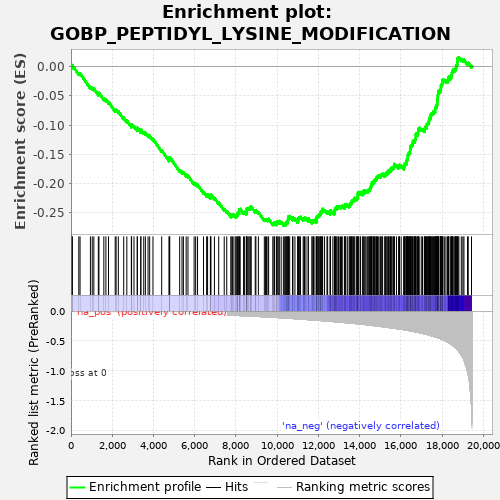 Enrichment plot:
GOBP_PEPTIDYL_LYSINE_MODIFICATION
Enrichment score (ES)
0.00
-0.05
-0.10
-0.15
-0.20
-0.25
Ranked list metric (PreRanked)
0.0
-0.5
-1.0
-1.5
-2.0
'na_pos' (positively correlated)
oss at 0
'na_neg' (negatively correlated)
0
2,000
4,000
6,000
8,000
10,000
12,000
14,000
16,000
18,000
20,000
Rank in Ordered Dataset
Enrichment profile
Hits
Ranking metric scores